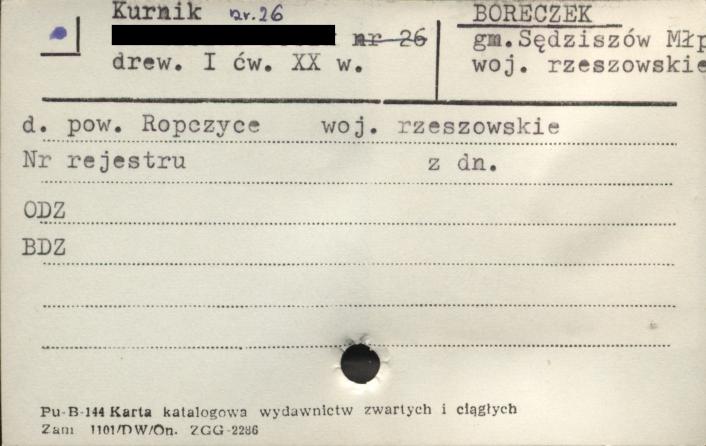 Kurnik nr. 26
nr 26
drew. I ćw. XX w.
BORECZEK
gm. Sędziszów Młp
woj. rzeszowskie
d. pow. Ropczyce woj. rzeszowskie
Nr rejestru z dn.
ODZ
BDZ
Pu-B-144 Karta katalogowa wydawnictw zwartych i ciągłych
Zam 1101/DW/On. ZGG-2286